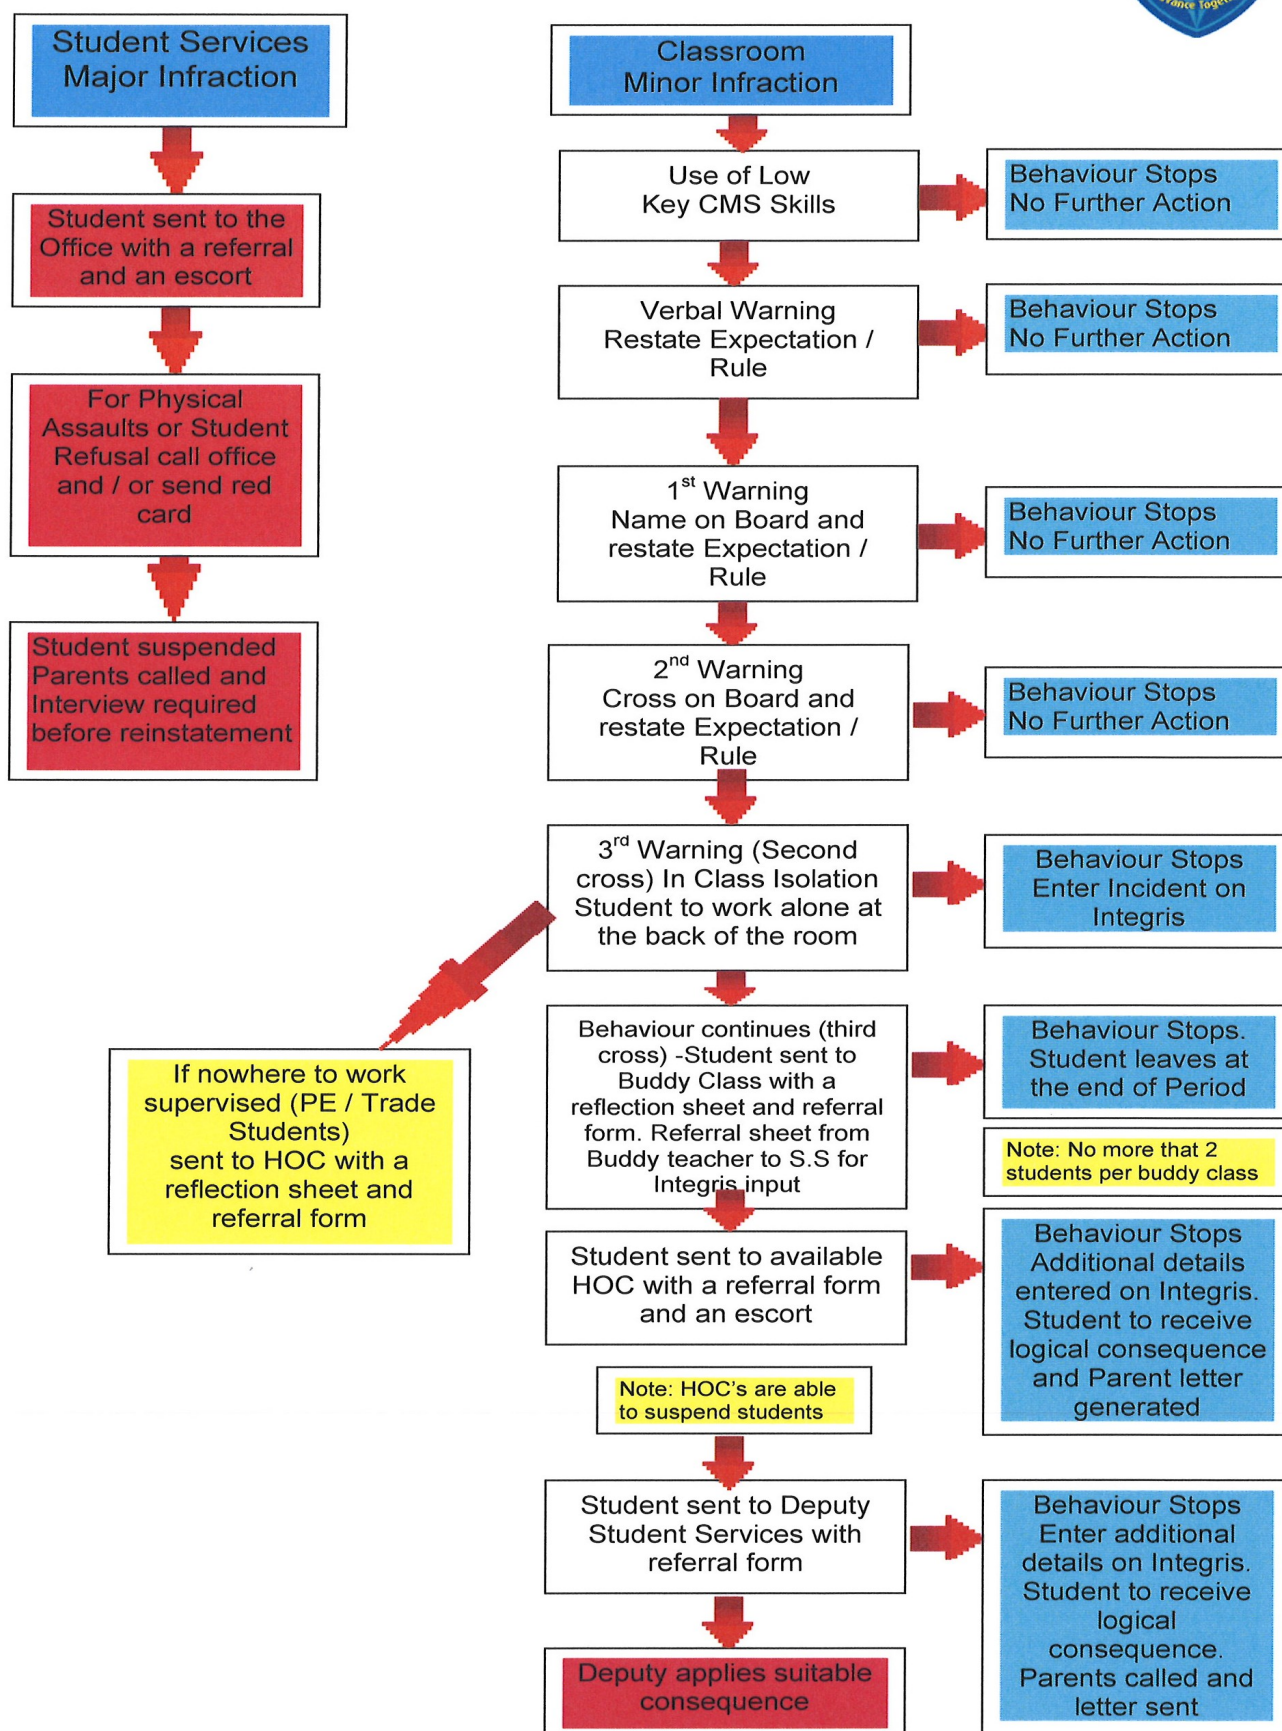 vance Togeth
Student Services
Major Infraction
Student sent to the
Office with a referral
and an escort
For Physical
Assaults or Student
Refusal call office
and / or send red
card
Student suspended
Parents called and
Interview required
before reinstatement
Classroom
Minor Infraction
Use of Low
Key CMS Skills
Behaviour Stops
No Further Action
Verbal Warning
Restate Expectation /
Rule
Behaviour Stops
No Further Action
1st Warning
Name on Board and
restate Expectation /
Rule
Behaviour Stops
No Further Action
2nd Warning
Cross on Board and
restate Expectation /
Rule
Behaviour Stops
No Further Action
3rd Warning (Second
cross) In Class Isolation
Student to work alone at
the back of the room
Behaviour Stops
Enter Incident on
Integris
If nowhere to work
supervised (PE / Trade
Students)
sent to HOC with a
reflection sheet and
referral form
Behaviour continues (third
cross) -Student sent to
Buddy Class with a
reflection sheet and referral
form. Referral sheet from
Buddy teacher to S.S for
Integris input
Behaviour Stops.
Student leaves at
the end of Period
Note: No more that 2
students per buddy class
Student sent to available
HOC with a referral form
and an escort
Behaviour Stops
Additional details
entered on Integris.
Student to receive
logical consequence
and Parent letter
generated
Note: HOC's are able
to suspend students
Student sent to Deputy
Student Services with
referral form
Behaviour Stops
Enter additional
details on Integris.
Student to receive
logical
consequence.
Parents called and
letter sent
Deputy applies suitable
consequence